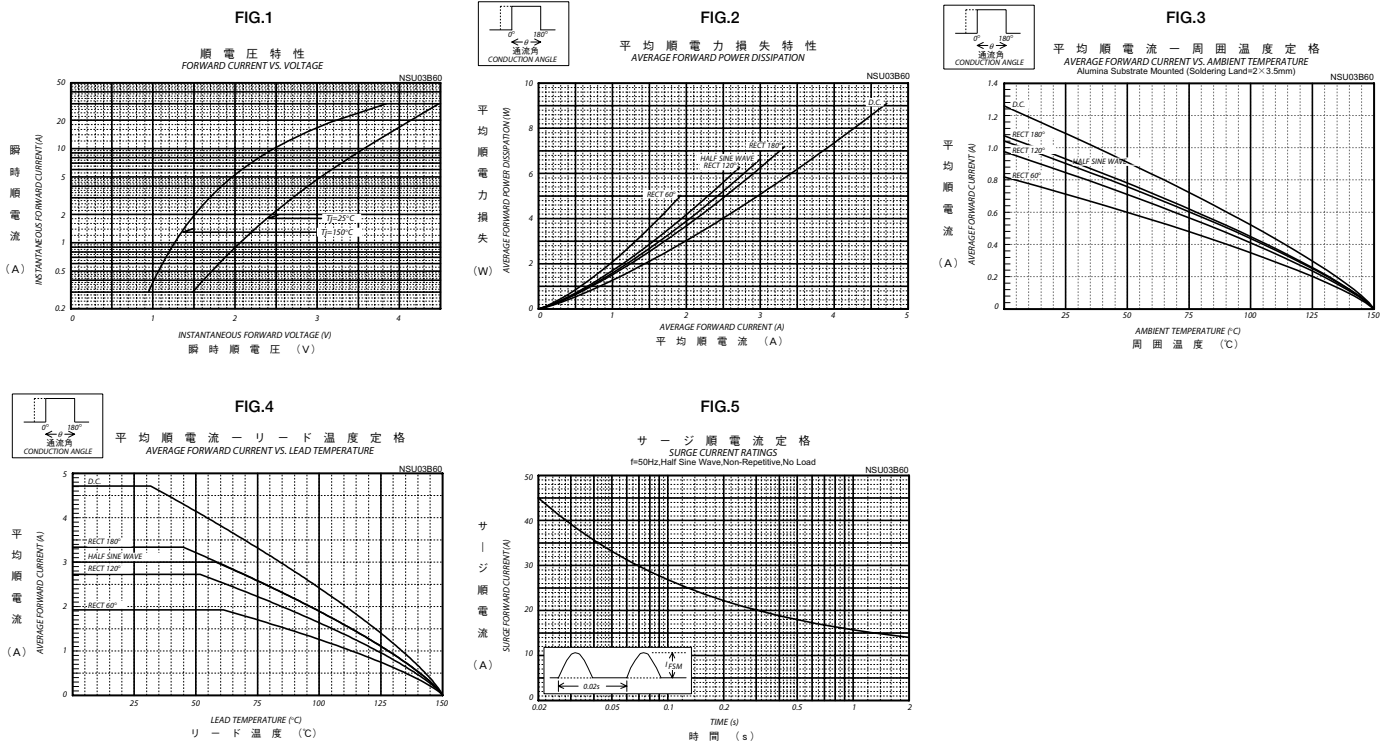 FIG.1
順電圧特性
FORWARD CURRENT VS. VOLTAGE
NSU03B60
瞬時順電流 (A)
INSTANTANEOUS FORWARD CURRENT (A)
50
20
10
5
2
1
0.5
0.2
Tj=25°C
Tj=150°C
0 1 2 3 4
INSTANTANEOUS FORWARD VOLTAGE (V)
瞬時順電圧 (V)
FIG.2
0° 180°
θ
通流角
CONDUCTION ANGLE
平均順電力損失特性
AVERAGE FORWARD POWER DISSIPATION
NSU03B60
平均順電力損失 (W)
AVERAGE FORWARD POWER DISSIPATION (W)
10
8
6
4
2
0
D.C.
RECT 180°
HALF SINE WAVE
RECT 120°
RECT 60°
0 1 2 3 4 5
AVERAGE FORWARD CURRENT (A)
平均順電流 (A)
FIG.3
0° 180°
θ
通流角
CONDUCTION ANGLE
平均順電流ー周囲温度定格
AVERAGE FORWARD CURRENT VS. AMBIENT TEMPERATURE
Alumina Substrate Mounted (Soldering Land=2×3.5mm)
NSU03B60
平均順電流 (A)
AVERAGE FORWARD CURRENT (A)
1.4
1.2
1.0
0.8
0.6
0.4
0.2
0
D.C.
RECT 180°
RECT 120°
HALF SINE WAVE
RECT 60°
25 50 75 100 125 150
AMBIENT TEMPERATURE (°C)
周囲温度 (℃)
FIG.4
0° 180°
θ
通流角
CONDUCTION ANGLE
平均順電流ーリード温度定格
AVERAGE FORWARD CURRENT VS. LEAD TEMPERATURE
NSU03B60
平均順電流 (A)
AVERAGE FORWARD CURRENT (A)
5
4
3
2
1
0
D.C.
RECT 180°
HALF SINE WAVE
RECT 120°
RECT 60°
25 50 75 100 125 150
LEAD TEMPERATURE (°C)
リード温度 (℃)
FIG.5
サージ順電流定格
SURGE CURRENT RATINGS
f=50Hz,Half Sine Wave,Non-Repetitive,No Load
NSU03B60
サージ順電流 (A)
SURGE FORWARD CURRENT (A)
50
40
30
20
10
0
IFSM
0.02s
0.02 0.05 0.1 0.2 0.5 1 2
TIME (s)
時間 (s)